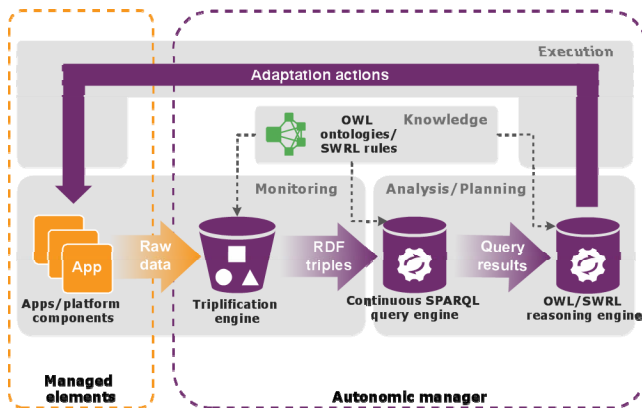 Execution
Adaptation actions
OWL
ontologies/
SWRL rules
Knowledge
Monitoring
Analysis/Planning
App
Raw
data
RDF
triples
Query
results
Apps/platform
components
Triplification
engine
Continuous SPARQL
query engine
OWL/SWRL
reasoning engine
Managed
elements
Autonomic manager